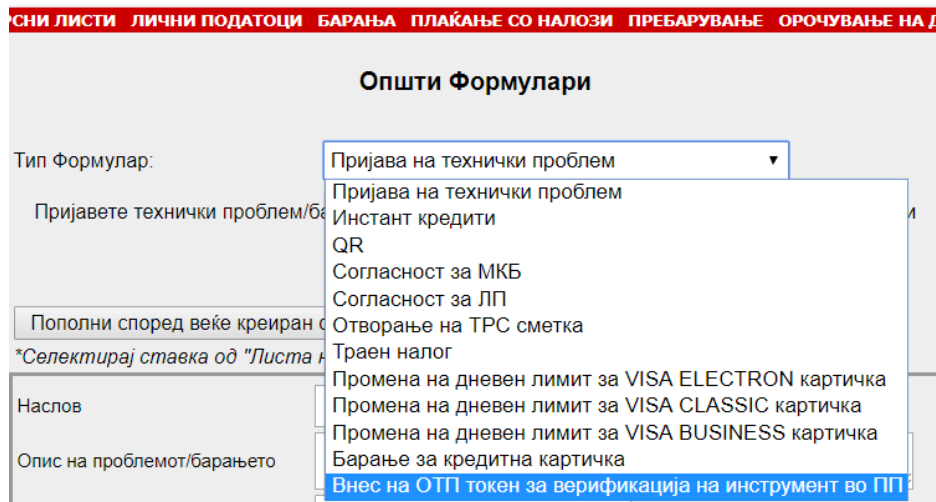 ЛИСТИ ЛИЧНИ ПОДАТОЦИ БАРАЊА ПЛАЌАЊЕ СО НАЛОЗИ ПРЕБАРУВАЊЕ ОРОЧУВАЊЕ НА
Општи Формулари
Тип Формулар: Пријава на технички проблем
Пријава на технички проблем
Пријавете технички проблем/
Инстант кредити
QR
Согласност за МКБ
Согласност за ЛП
Пополни според веќе креиран
Отворање на ТРС сметка
*Селектирај ставка од "Листа
Траен налог
Промена на дневен лимит за VISA ELECTRON картичка
Наслов
Промена на дневен лимит за VISA CLASSIC картичка
Промена на дневен лимит за VISA BUSINESS картичка
Опис на проблемот/барањето
Барање за кредитна картичка
Внес на ОТП токен за верификација на инструмент во ПП